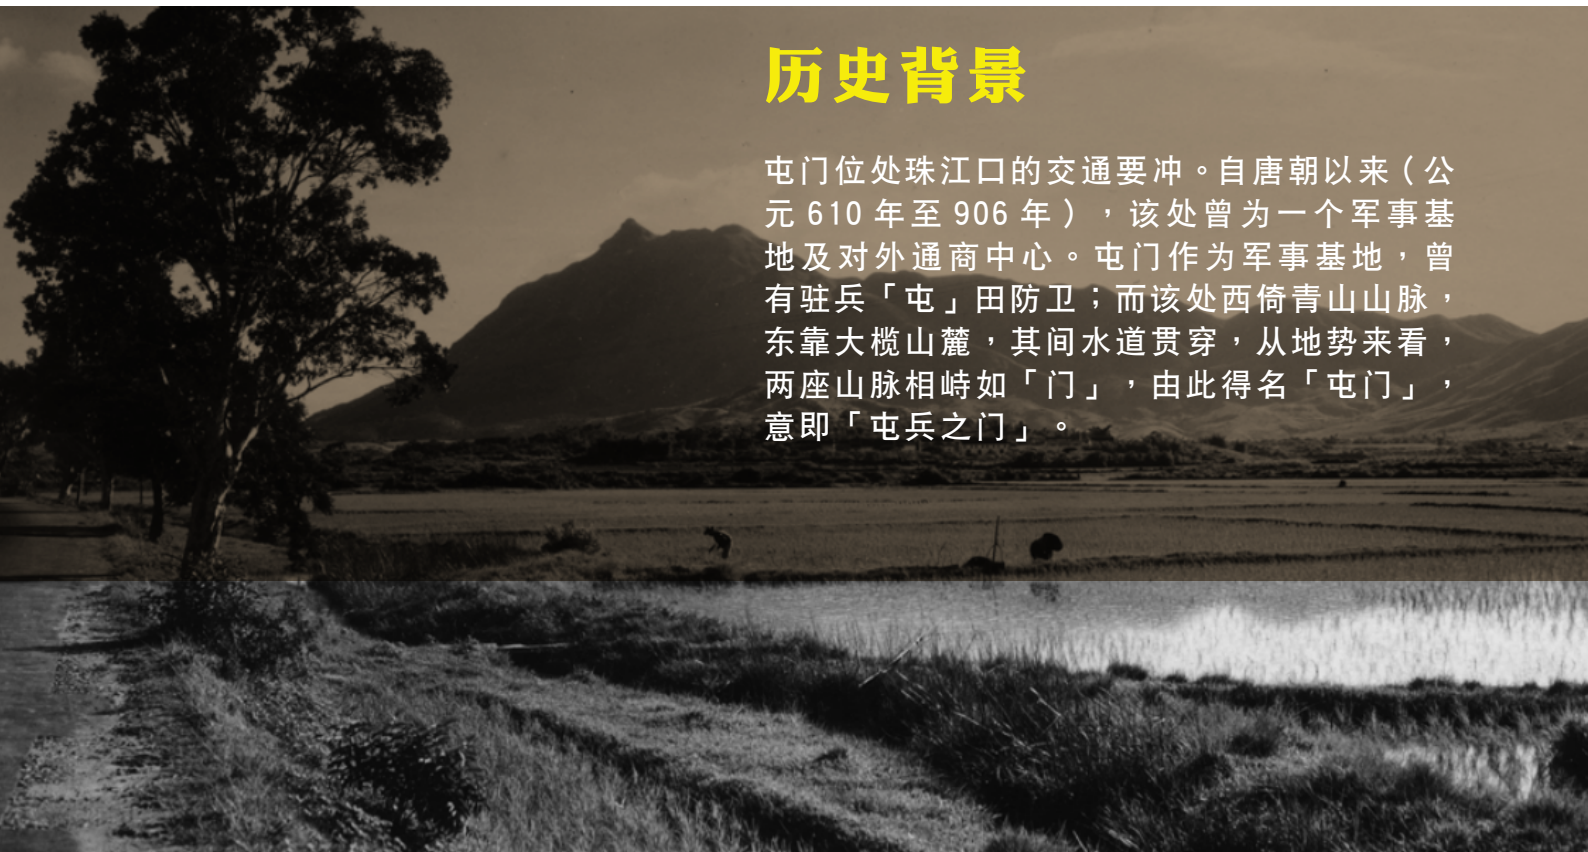 历史背景
屯门位处珠江口的交通要冲。自唐朝以来（公
元 610 年至 906 年），该处曾为一个军事基
地及对外通商中心。屯门作为军事基地，曾
有驻兵「屯」田防卫；而该处西倚青山山脉，
东靠大榄山麓，其间水道贯穿，从地势来看，
两座山脉相峙如「门」，由此得名「屯门」，
意即「屯兵之门」。